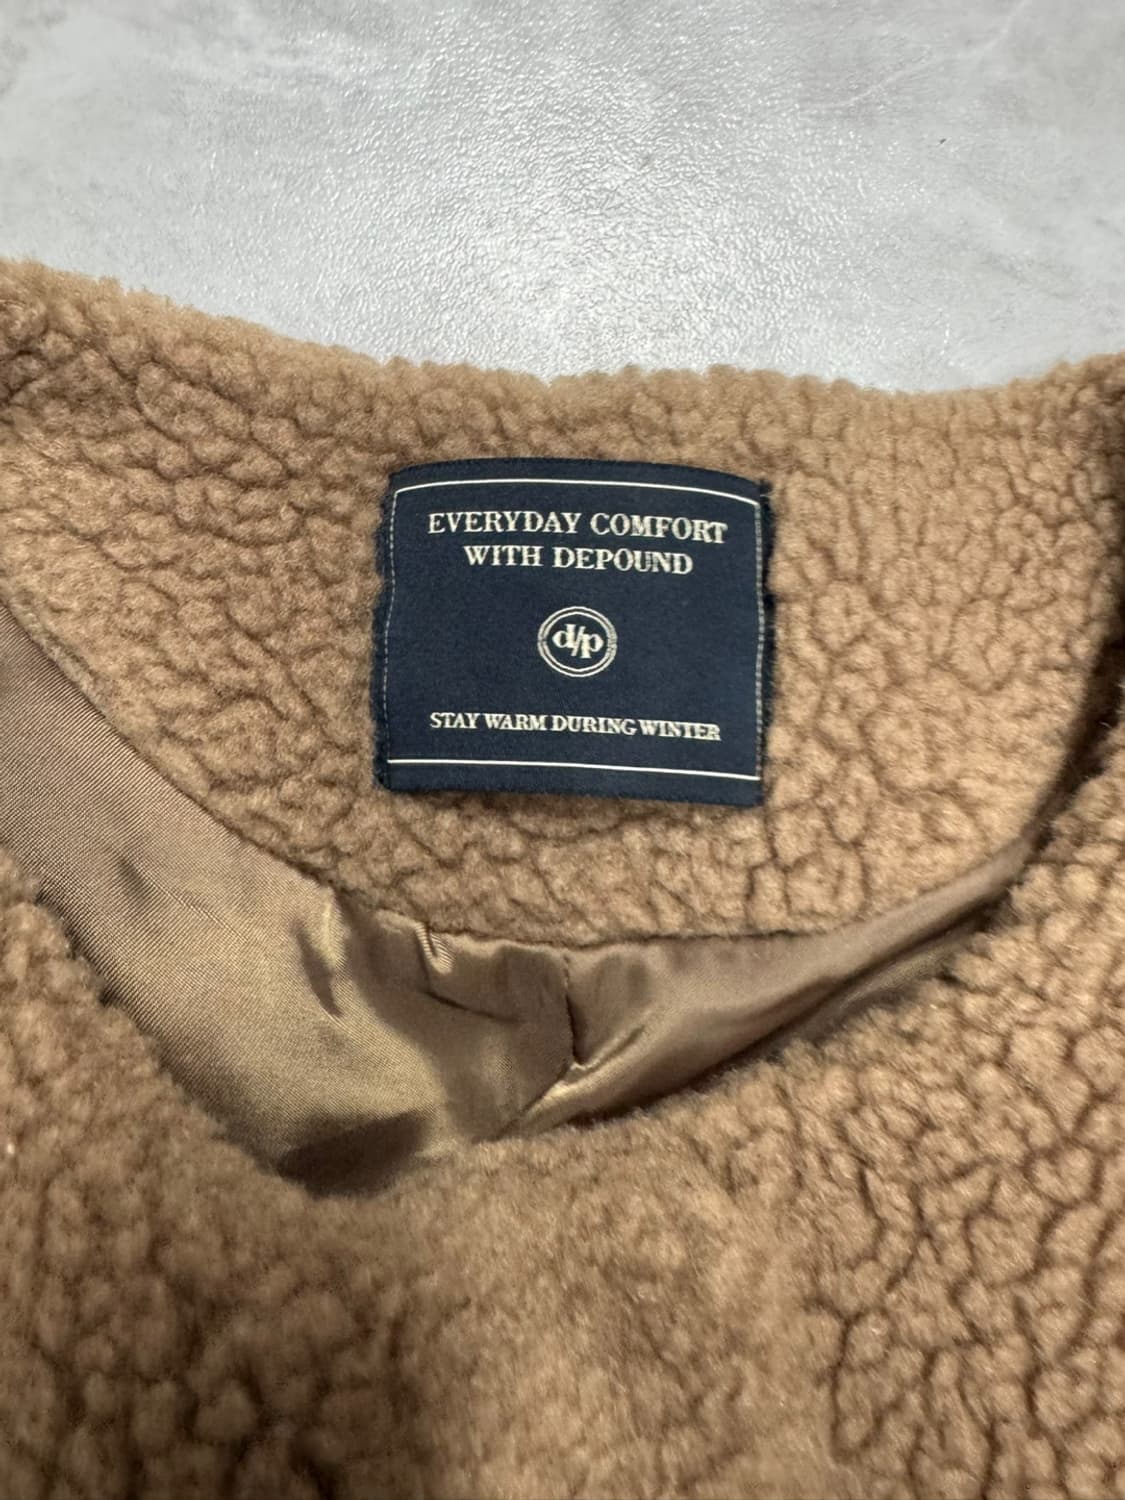 EVERYDAY COMFORT
WITH DEPOUND
d/p
STAY WARM DURING WINTER